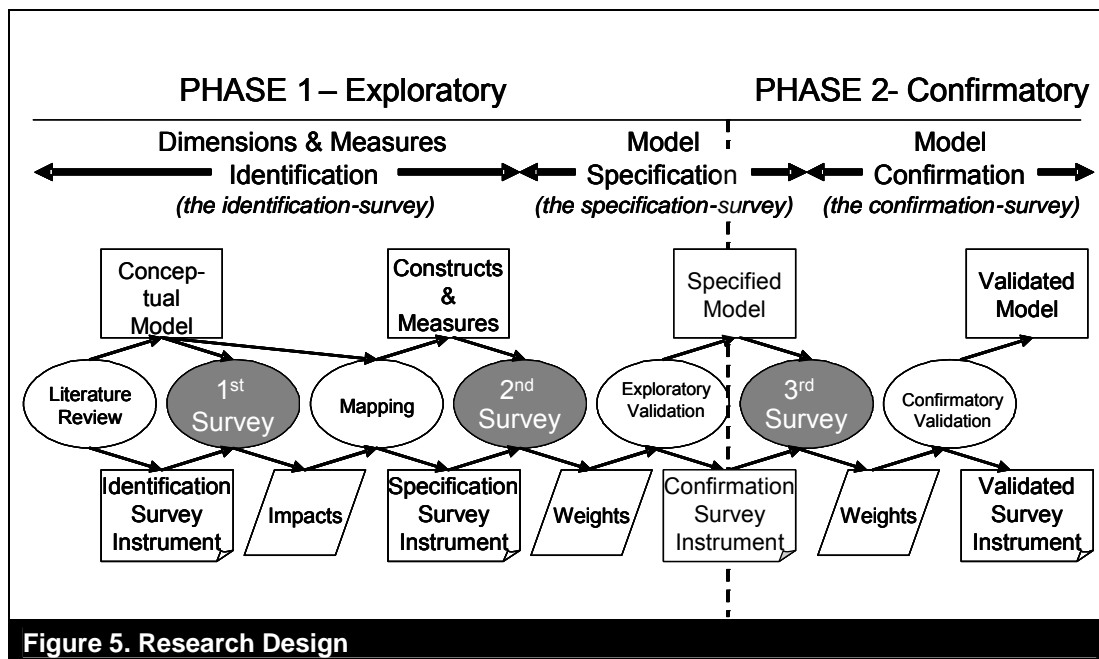 PHASE 1 – Exploratory
PHASE 2- Confirmatory
Dimensions & Measures
Identification
(the identification-survey)
Model
Specification
(the specification-survey)
Model
Confirmation
(the confirmation-survey)
Concep-
tual
Model
Constructs
&
Measures
Specified
Model
Validated
Model
Literature
Review
1st
Survey
Mapping
2nd
Survey
Exploratory
Validation
3rd
Survey
Confirmatory
Validation
Identification
Survey
Instrument
Impacts
Specification
Survey
Instrument
Weights
Confirmation
Survey
Instrument
Weights
Validated
Survey
Instrument
Figure 5. Research Design